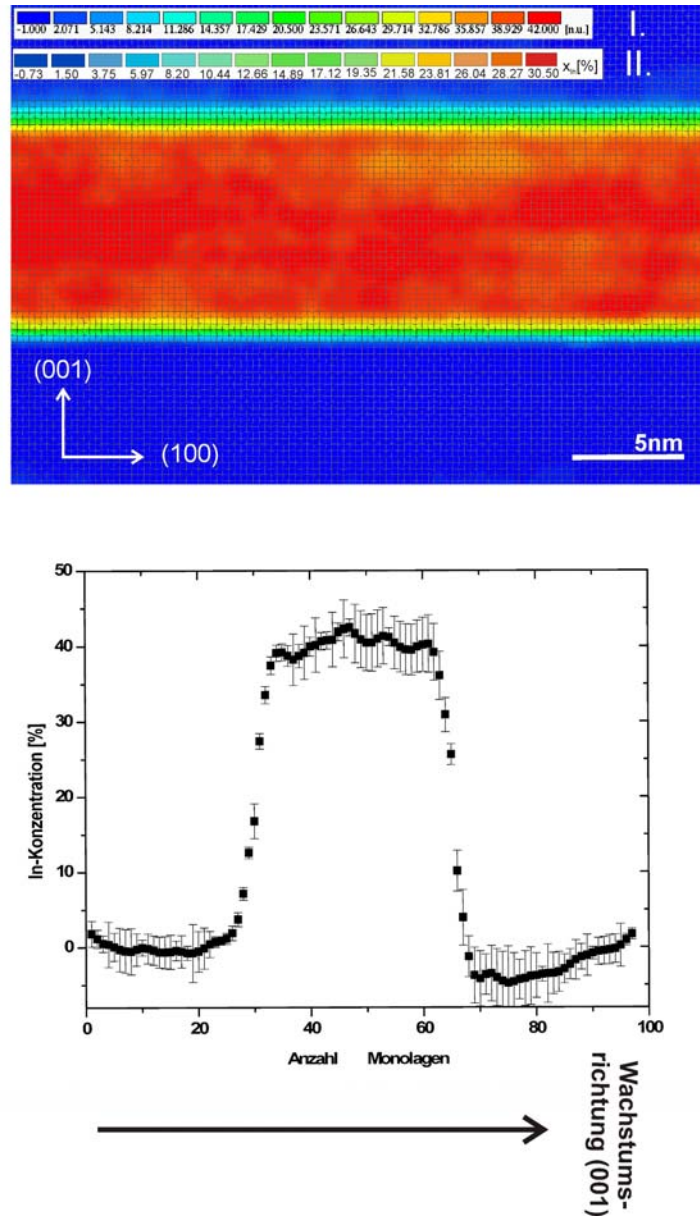 -1.000 2.071 5.143 8.214 11.286 14.357 17.429 20.500 23.571 26.643 29.714 32.786 35.857 38.929 42.000 [n.u.] I.
-0.73 1.50 3.75 5.97 8.20 10.44 12.66 14.89 17.12 19.35 21.58 23.81 26.04 28.27 30.50 x_In[%] II.
(001)
(100)
5nm
50
40
30
20
10
0
In-Konzentration [%]
0 20 40 60 80 100
Anzahl Monolagen
Wachstums-
richtung (001)